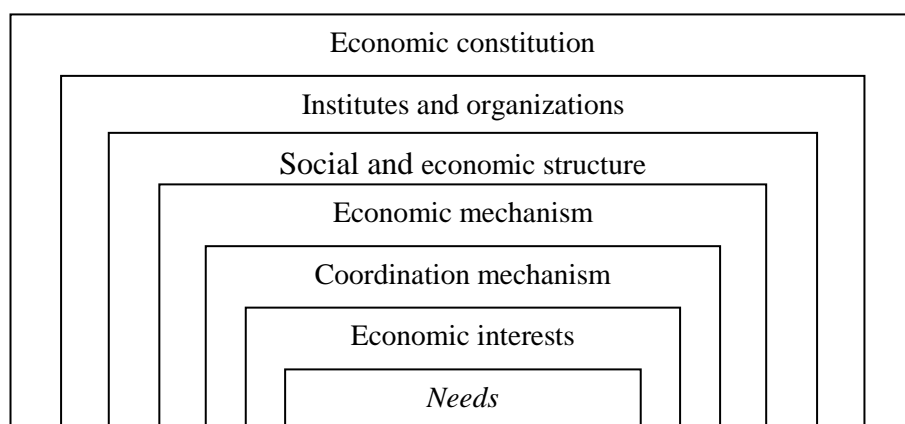 Economic constitution
Institutes and organizations
Social and economic structure
Economic mechanism
Coordination mechanism
Economic interests
Needs